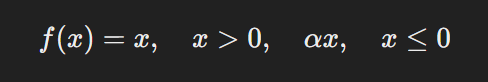 f(x) = x, x > 0, αx, x ≤ 0